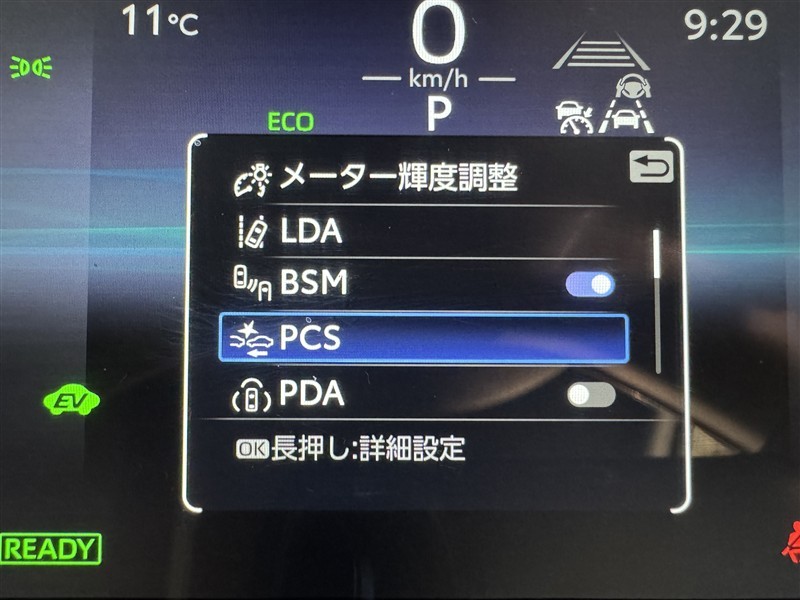 11℃
0
9:29
km/h
P
ECO
メーター輝度調整
LDA
BSM
PCS
EV
PDA
OK長押し:詳細設定
READY